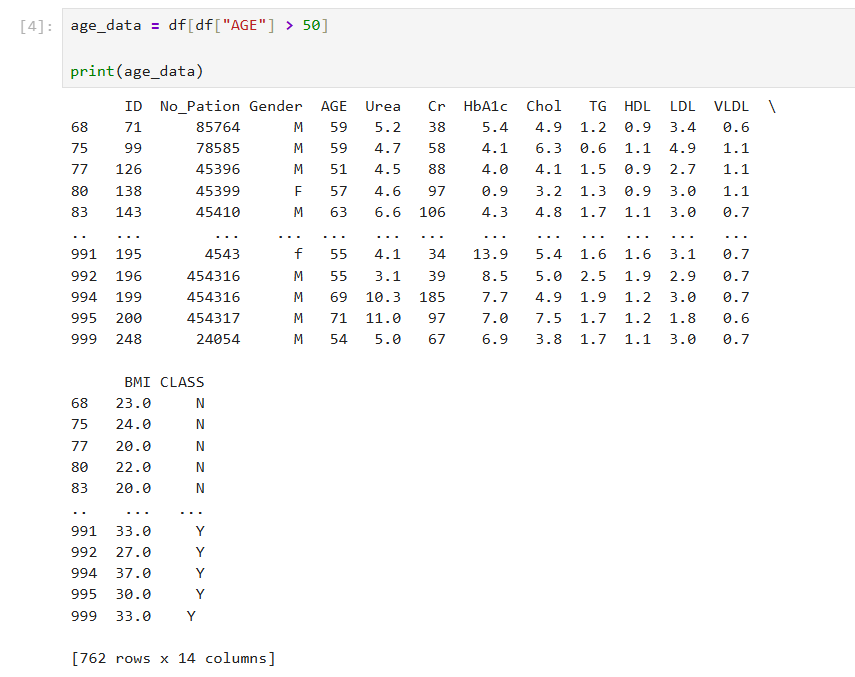 [4]: age_data = df[df["AGE"] > 50]
print(age_data)
      ID  No_Pation Gender  AGE  Urea   Cr  HbA1c  Chol   TG  HDL  LDL  VLDL  \
68    71      85764      M   59   5.2   38    5.4   4.9  1.2  0.9  3.4   0.6
75    99      78585      M   59   4.7   58    4.1   6.3  0.6  1.1  4.9   1.1
77   126      45396      M   51   4.5   88    4.0   4.1  1.5  0.9  2.7   1.1
80   138      45399      F   57   4.6   97    0.9   3.2  1.3  0.9  3.0   1.1
83   143      45410      M   63   6.6  106    4.3   4.8  1.7  1.1  3.0   0.7
..   ...        ...    ...  ...   ...  ...    ...   ...  ...  ...  ...   ...
991  195       4543      f   55   4.1   34   13.9   5.4  1.6  1.6  3.1   0.7
992  196     454316      M   55   3.1   39    8.5   5.0  2.5  1.9  2.9   0.7
994  199     454316      M   69  10.3  185    7.7   4.9  1.9  1.2  3.0   0.7
995  200     454317      M   71  11.0   97    7.0   7.5  1.7  1.2  1.8   0.6
999  248      24054      M   54   5.0   67    6.9   3.8  1.7  1.1  3.0   0.7
      BMI CLASS
68   23.0     N
75   24.0     N
77   20.0     N
80   22.0     N
83   20.0     N
..    ...   ...
991  33.0     Y
992  27.0     Y
994  37.0     Y
995  30.0     Y
999  33.0    Y
[762 rows x 14 columns]